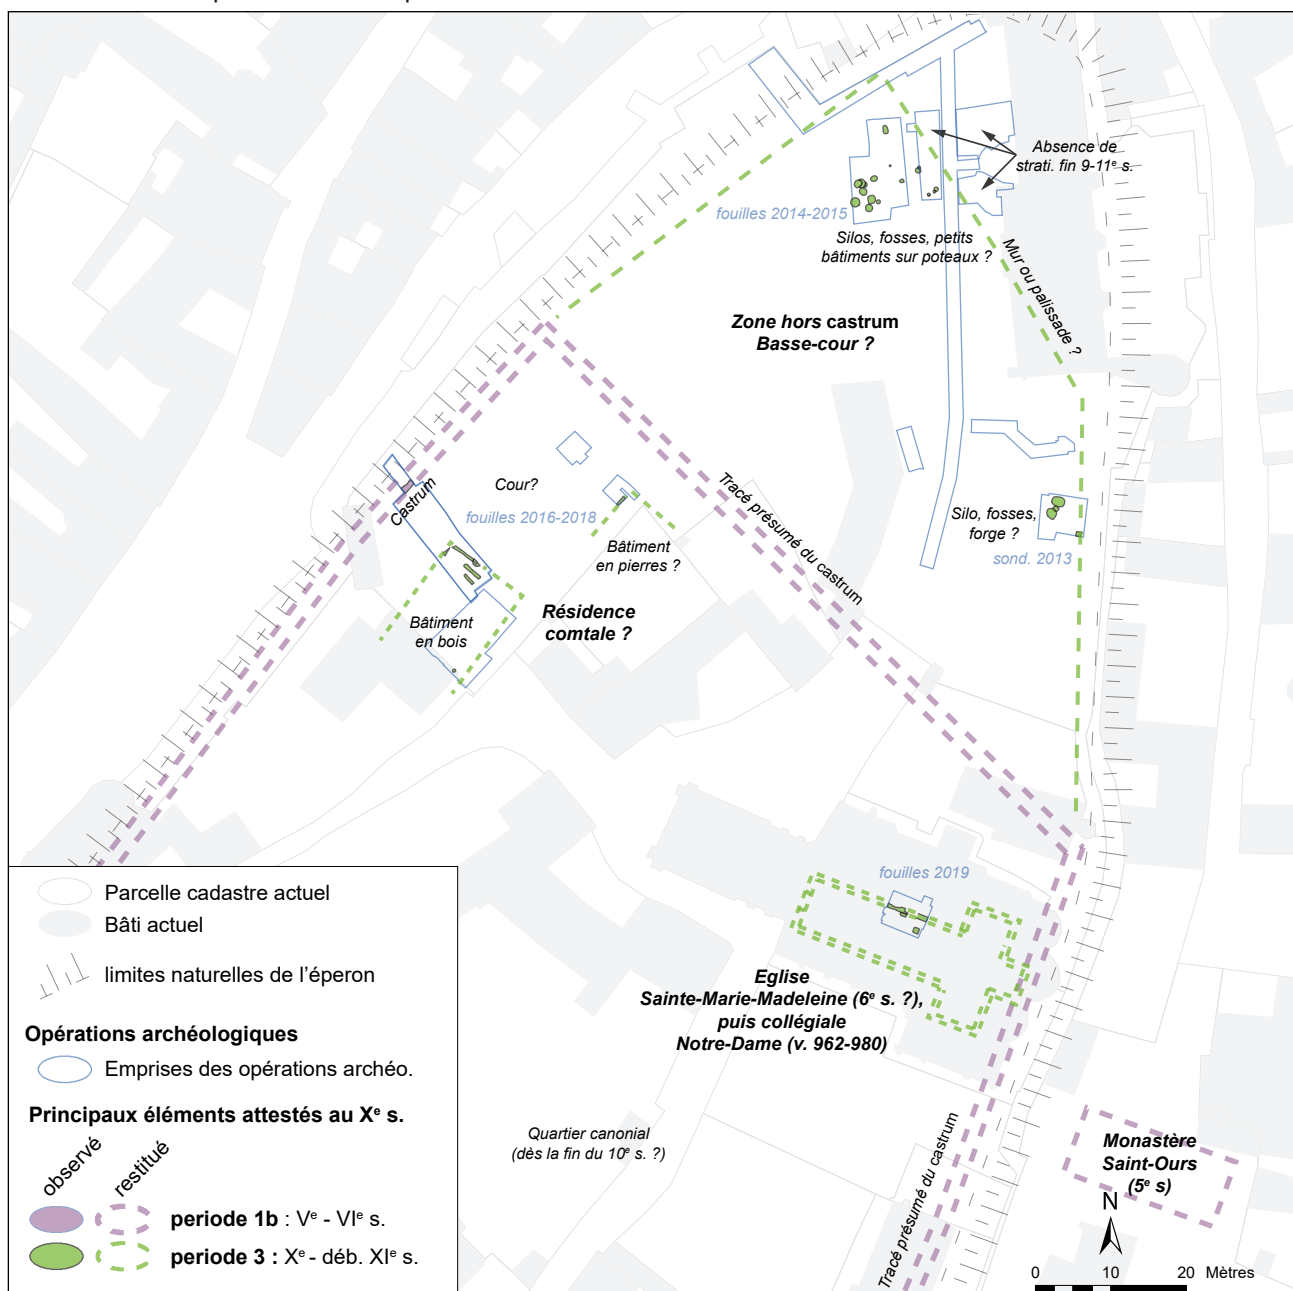 Absence de
strati. fin 9-11e s.
fouilles 2014-2015
Silos, fosses, petits
bâtiments sur poteaux ?
Mur ou palissade ?
Zone hors castrum
Basse-cour ?
Castrum
Cour?
fouilles 2016-2018
Bâtiment
en pierres ?
Tracé présumé du castrum
Silo, fosses,
forge ?
sond. 2013
Résidence
comtale ?
Bâtiment
en bois
fouilles 2019
Eglise
Sainte-Marie-Madeleine (6e s. ?),
puis collégiale
Notre-Dame (v. 962-980)
Quartier canonial
(dès la fin du 10e s. ?)
Tracé présumé du castrum
Monastère
Saint-Ours
(5e s)
N
0 10 20 Mètres
Parcelle cadastre actuel
Bâti actuel
limites naturelles de l'éperon
Opérations archéologiques
Emprises des opérations archéo.
Principaux éléments attestés au Xe s.
observé
restitué
periode 1b : Ve - VIe s.
periode 3 : Xe - déb. XIe s.